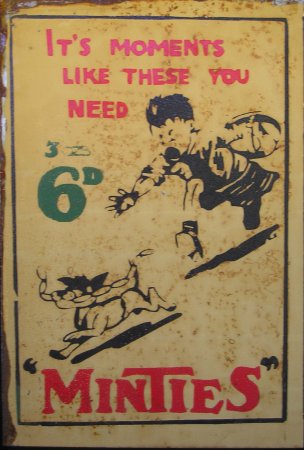 IT'S MOMENTS
LIKE THESE YOU
NEED
6D
"MINTIES"